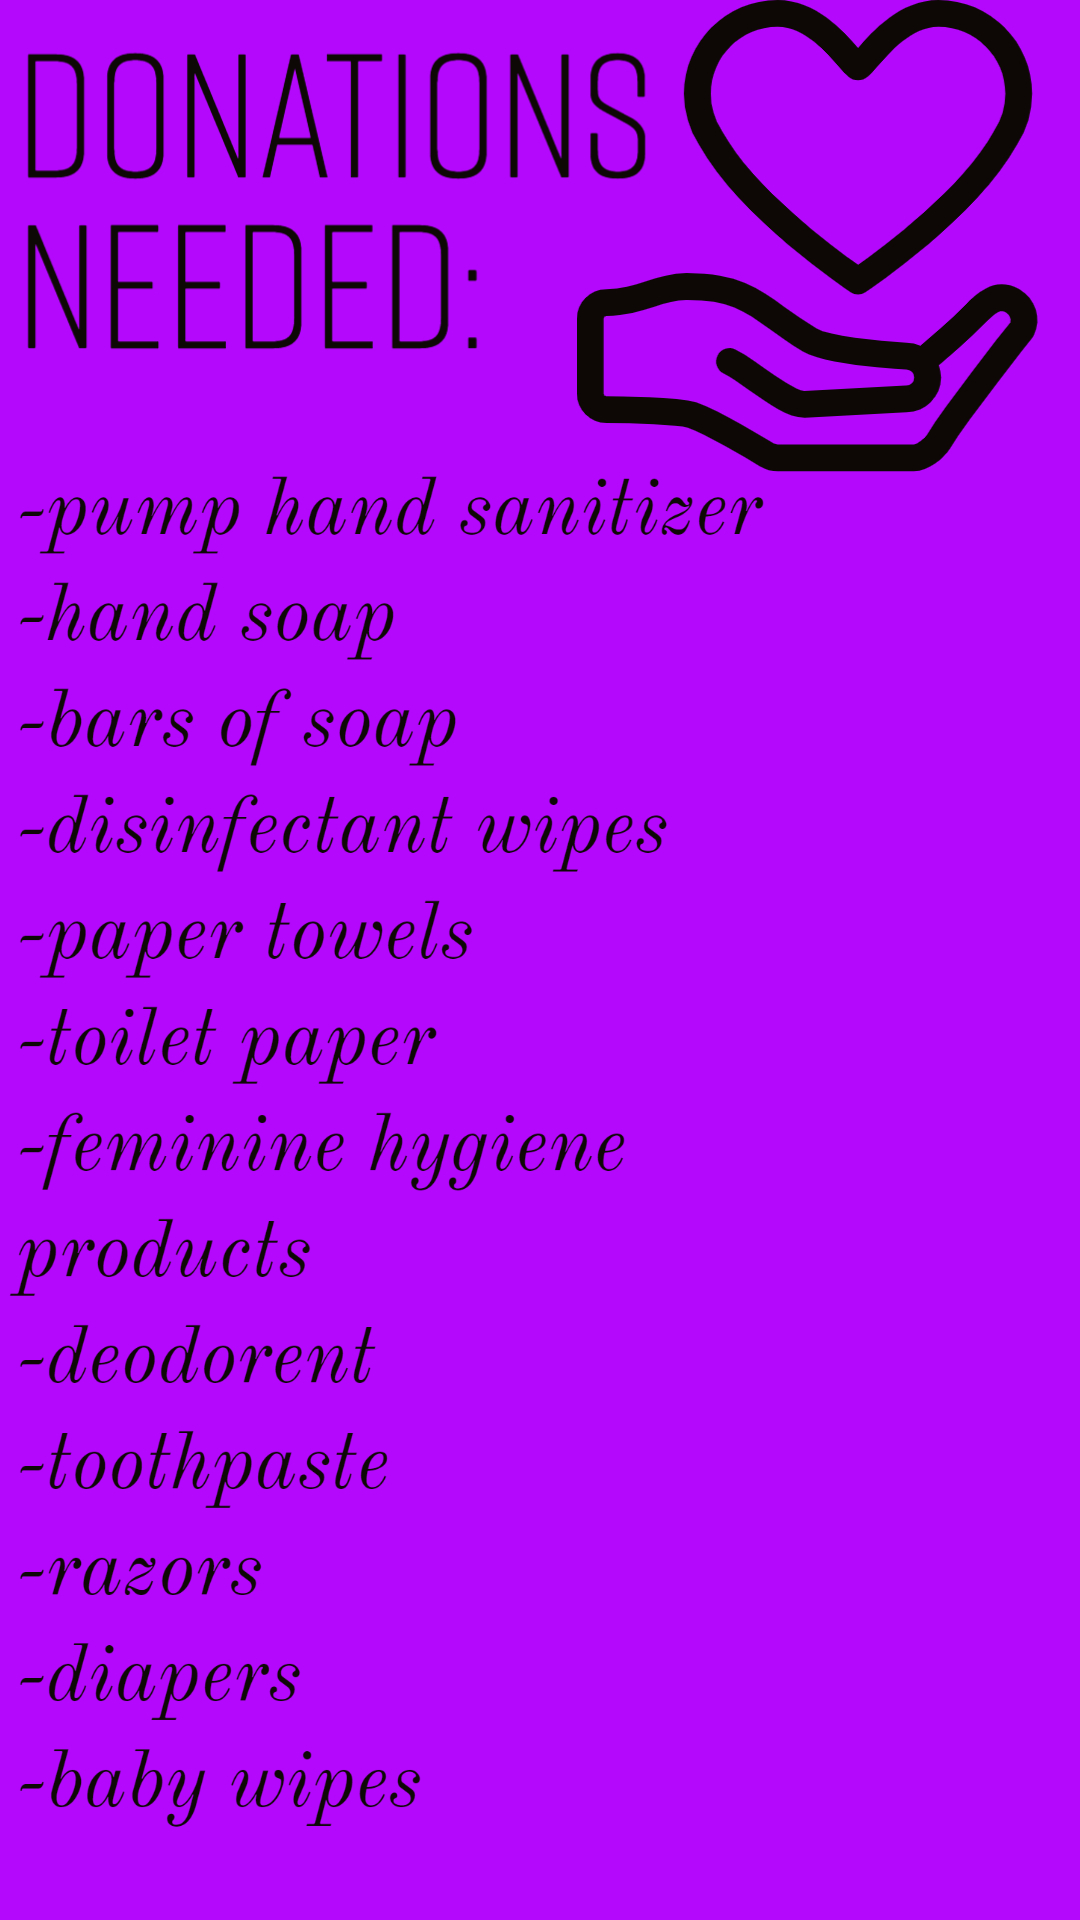 DONATIONS
NEEDED:
-pump hand sanitizer
-hand soap
-bars of soap
-disinfectant wipes
-paper towels
-toilet paper
-feminine hygiene
products
-deodorent
-toothpaste
-razors
-diapers
-baby wipes